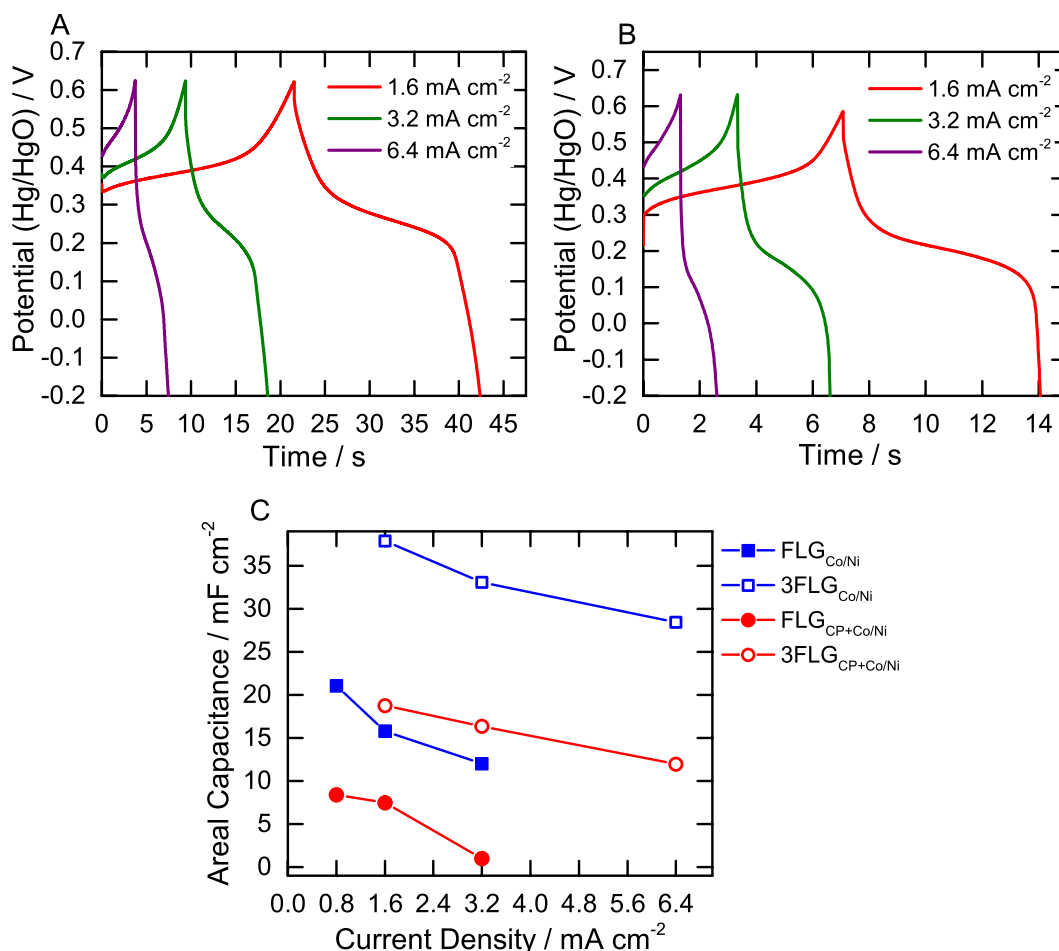 A
Potential (Hg/HgO) / V
0.7
0.6
0.5
0.4
0.3
0.2
0.1
0.0
-0.1
-0.2
1.6 mA cm-2
3.2 mA cm-2
6.4 mA cm-2
0 5 10 15 20 25 30 35 40 45
Time / s
B
Potential (Hg/HgO) / V
0.7
0.6
0.5
0.4
0.3
0.2
0.1
0.0
-0.1
-0.2
1.6 mA cm-2
3.2 mA cm-2
6.4 mA cm-2
0 2 4 6 8 10 12 14
Time / s
C
Areal Capacitance / mF cm-2
35
30
25
20
15
10
5
0
0.0 0.8 1.6 2.4 3.2 4.0 4.8 5.6 6.4
Current Density / mA cm-2
FLGCo/Ni
3FLGCo/Ni
FLGCP+Co/Ni
3FLGCP+Co/Ni